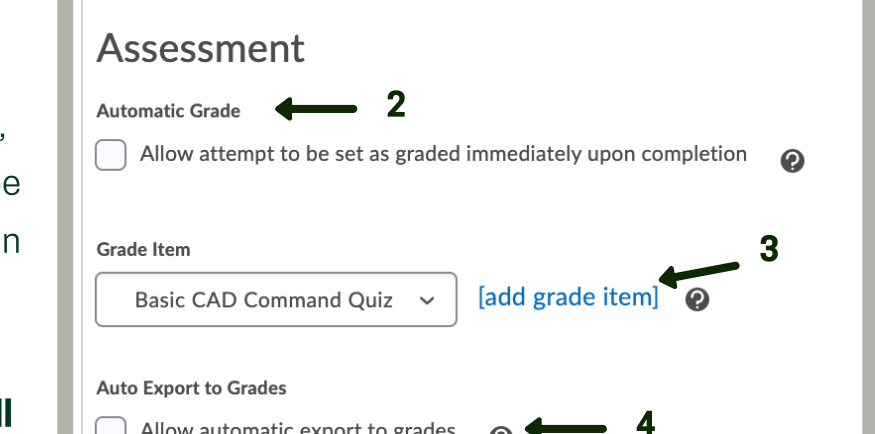 Assessment
Automatic Grade 2
Allow attempt to be set as graded immediately upon completion
Grade Item
3
Basic CAD Command Quiz [add grade item]
Auto Export to Grades
Allow automatic export to grades 4